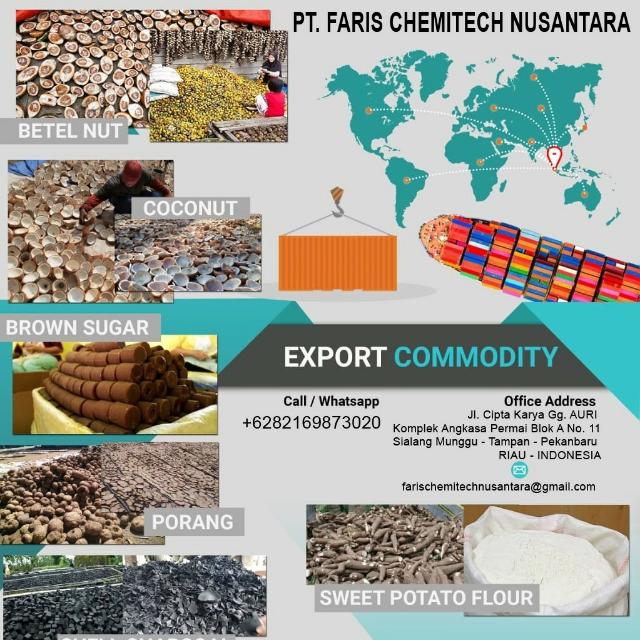 PT. FARIS CHEMITECH NUSANTARA
BETEL NUT
COCONUT
BROWN SUGAR
EXPORT COMMODITY
Call / Whatsapp
+6282169873020
Office Address
Jl. Cipta Karya Gg. AURI
Komplek Angkasa Permai Blok A No. 11
Sialang Munggu - Tampan - Pekanbaru
RIAU - INDONESIA
farischemitechnusantara@gmail.com
PORANG
SWEET POTATO FLOUR